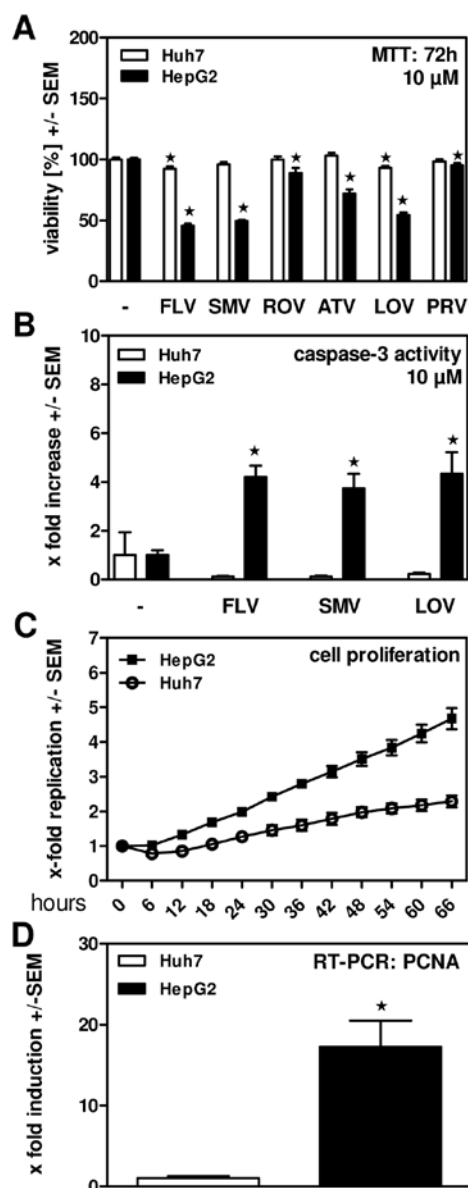 A
viability [%] +/- SEM
200
150
100
50
0
Huh7
HepG2
MTT: 72h
10 µM
★ ★ ★ ★ ★ ★ ★ ★
- FLV SMV ROV ATV LOV PRV
B
x fold increase +/- SEM
10
8
6
4
2
0
Huh7
HepG2
caspase-3 activity
10 µM
★ ★ ★
- FLV SMV LOV
C
x-fold replication +/- SEM
7
6
5
4
3
2
1
0
HepG2
Huh7
cell proliferation
hours 0 6 12 18 24 30 36 42 48 54 60 66
D
x fold induction +/-SEM
30
20
10
0
Huh7
HepG2
RT-PCR: PCNA
★